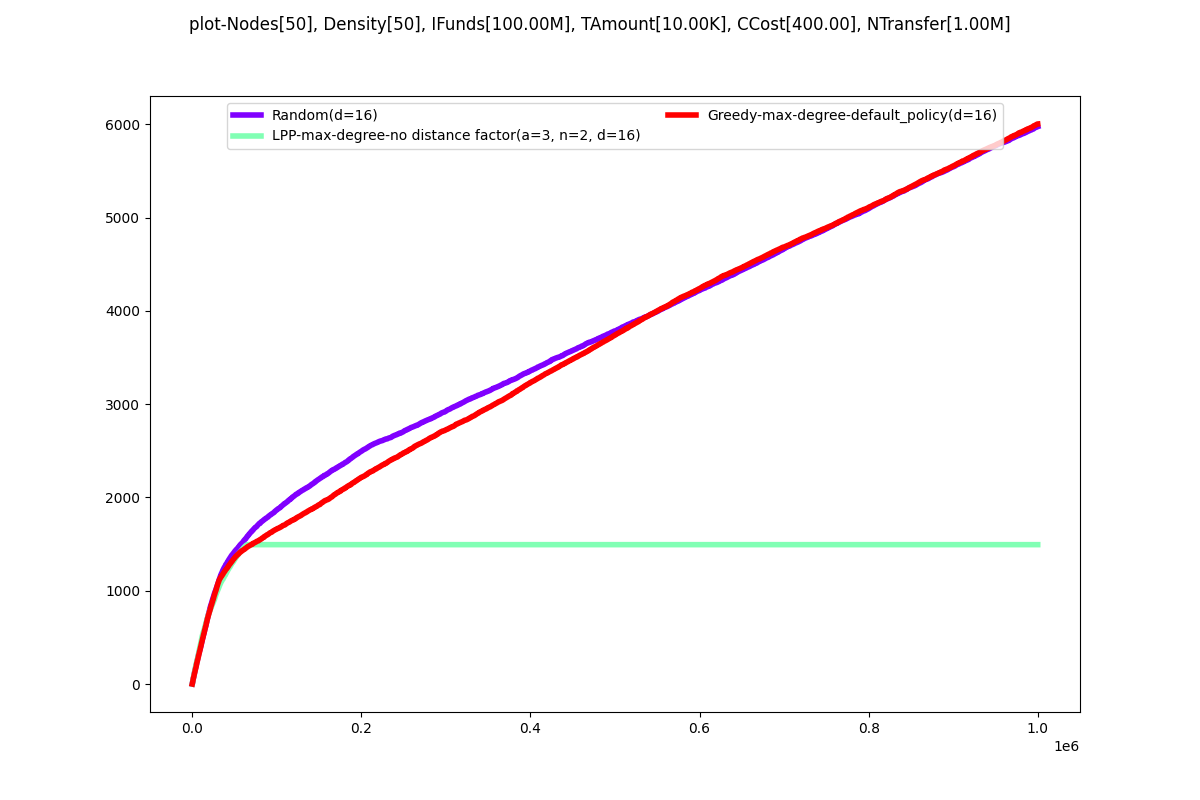 plot-Nodes[50], Density[50], IFunds[100.00M], TAmount[10.00K], CCost[400.00], NTransfer[1.00M]
Random(d=16)
LPP-max-degree-no distance factor(a=3, n=2, d=16)
Greedy-max-degree-default_policy(d=16)
6000
5000
4000
3000
2000
1000
0
0.0 0.2 0.4 0.6 0.8 1.0
1e6